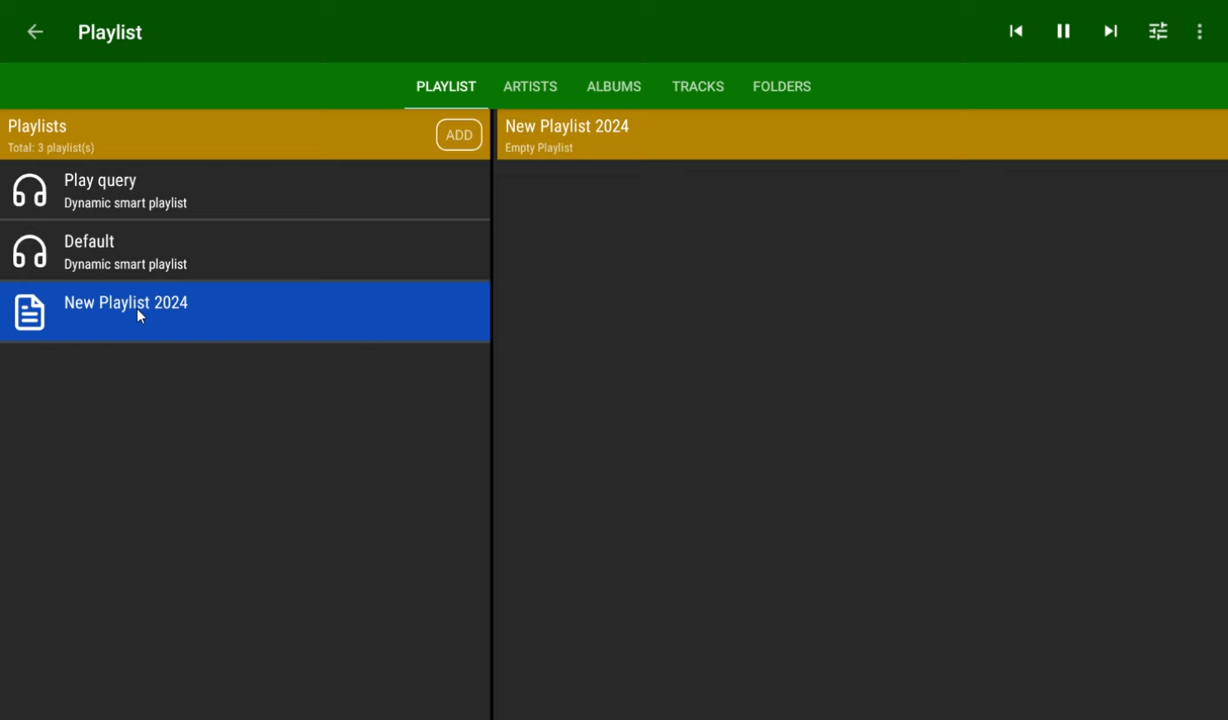 Playlist
PLAYLIST
ARTISTS
ALBUMS
TRACKS
FOLDERS
Playlists
Total: 3 playlist(s)
ADD
New Playlist 2024
Empty Playlist
Play query
Dynamic smart playlist
Default
Dynamic smart playlist
New Playlist 2024